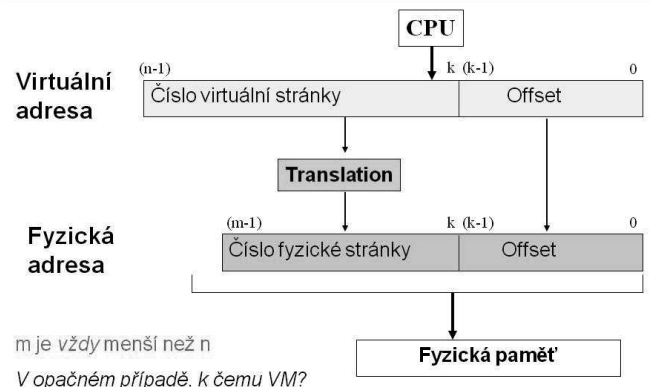 CPU
(n-1) k (k-1) 0
Virtuální
adresa
Číslo virtuální stránky Offset
Translation
(m-1) k (k-1) 0
Fyzická
adresa
Číslo fyzické stránky Offset
m je vždy menší než n
Fyzická paměť
V opačném případě, k čemu VM?